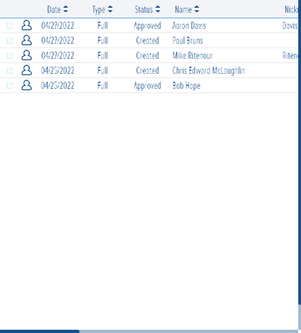 Date Type Status Name Nickn
04/27/2022 Full Approved Aaron Davis Davis
04/27/2022 Full Created Paul Bruns
04/27/2022 Full Created Mike Ritenour Riten
04/25/2022 Full Created Chris Edward McLaughlin
04/25/2022 Full Approved Bob Hope